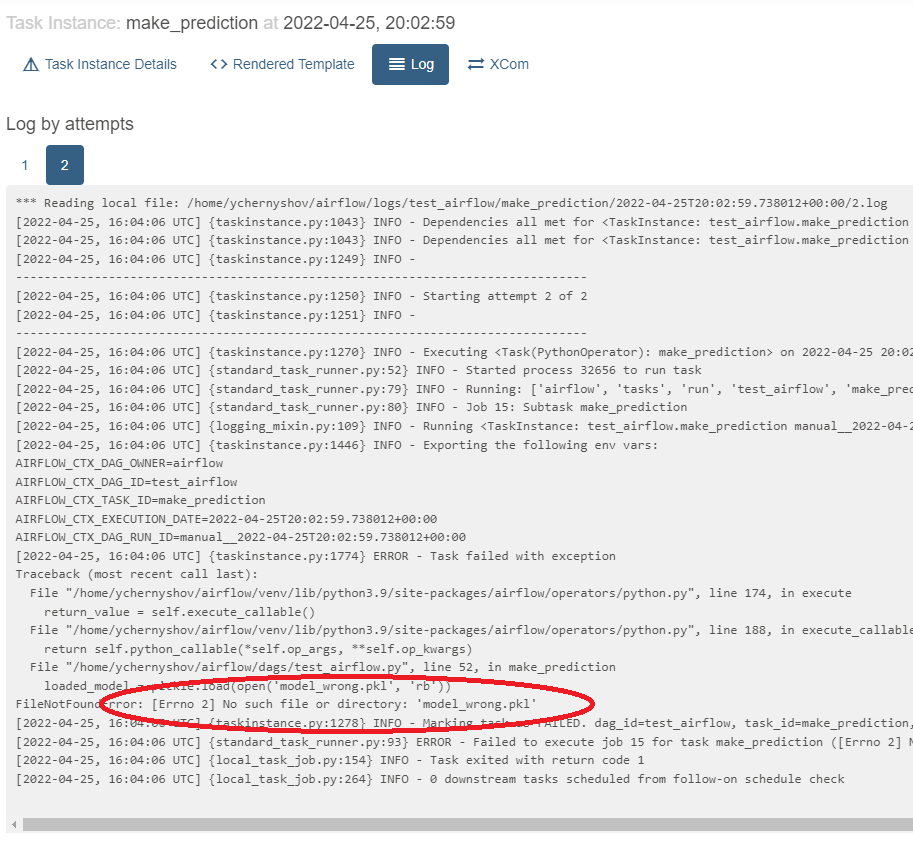 Task Instance: make_prediction at 2022-04-25, 20:02:59
Task Instance Details
Rendered Template
Log
XCom
Log by attempts
1
2
*** Reading local file: /home/ychernyshov/airflow/logs/test_airflow/make_prediction/2022-04-25T20:02:59.738012+00:00/2.log
[2022-04-25, 16:04:06 UTC] {taskinstance.py:1043} INFO - Dependencies all met for <TaskInstance: test_airflow.make_prediction
[2022-04-25, 16:04:06 UTC] {taskinstance.py:1043} INFO - Dependencies all met for <TaskInstance: test_airflow.make_prediction
[2022-04-25, 16:04:06 UTC] {taskinstance.py:1249} INFO -
--------------------------------------------------------------------------------
[2022-04-25, 16:04:06 UTC] {taskinstance.py:1250} INFO - Starting attempt 2 of 2
[2022-04-25, 16:04:06 UTC] {taskinstance.py:1251} INFO -
--------------------------------------------------------------------------------
[2022-04-25, 16:04:06 UTC] {taskinstance.py:1270} INFO - Executing <Task(PythonOperator): make_prediction> on 2022-04-25 20:02
[2022-04-25, 16:04:06 UTC] {standard_task_runner.py:52} INFO - Started process 32656 to run task
[2022-04-25, 16:04:06 UTC] {standard_task_runner.py:79} INFO - Running: ['airflow', 'tasks', 'run', 'test_airflow', 'make_pred
[2022-04-25, 16:04:06 UTC] {standard_task_runner.py:80} INFO - Job 15: Subtask make_prediction
[2022-04-25, 16:04:06 UTC] {logging_mixin.py:109} INFO - Running <TaskInstance: test_airflow.make_prediction manual__2022-04-2
[2022-04-25, 16:04:06 UTC] {taskinstance.py:1446} INFO - Exporting the following env vars:
AIRFLOW_CTX_DAG_OWNER=airflow
AIRFLOW_CTX_DAG_ID=test_airflow
AIRFLOW_CTX_TASK_ID=make_prediction
AIRFLOW_CTX_EXECUTION_DATE=2022-04-25T20:02:59.738012+00:00
AIRFLOW_CTX_DAG_RUN_ID=manual__2022-04-25T20:02:59.738012+00:00
[2022-04-25, 16:04:06 UTC] {taskinstance.py:1774} ERROR - Task failed with exception
Traceback (most recent call last):
File "/home/ychernyshov/airflow/venv/lib/python3.9/site-packages/airflow/operators/python.py", line 174, in execute
return_value = self.execute_callable()
File "/home/ychernyshov/airflow/venv/lib/python3.9/site-packages/airflow/operators/python.py", line 188, in execute_callable
return self.python_callable(*self.op_args, **self.op_kwargs)
File "/home/ychernyshov/airflow/dags/test_airflow.py", line 52, in make_prediction
loaded_model = pickle.load(open('model_wrong.pkl', 'rb'))
FileNotFoundError: [Errno 2] No such file or directory: 'model_wrong.pkl'
[2022-04-25, 16:04:06 UTC] {taskinstance.py:1278} INFO - Marking task as FAILED. dag_id=test_airflow, task_id=make_prediction,
[2022-04-25, 16:04:06 UTC] {standard_task_runner.py:93} ERROR - Failed to execute job 15 for task make_prediction ([Errno 2] N
[2022-04-25, 16:04:06 UTC] {local_task_job.py:154} INFO - Task exited with return code 1
[2022-04-25, 16:04:06 UTC] {local_task_job.py:264} INFO - 0 downstream tasks scheduled from follow-on schedule check